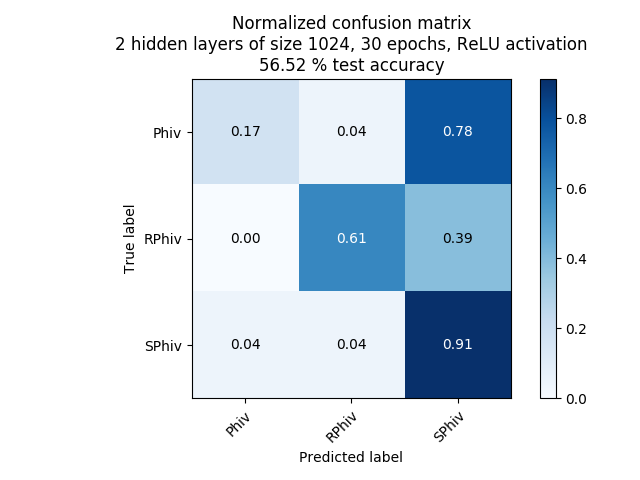 Normalized confusion matrix
2 hidden layers of size 1024, 30 epochs, ReLU activation
56.52 % test accuracy
True label
Phiv 0.17 0.04 0.78
RPhiv 0.00 0.61 0.39
SPhiv 0.04 0.04 0.91
Phiv RPhiv SPhiv
Predicted label
0.8
0.6
0.4
0.2
0.0